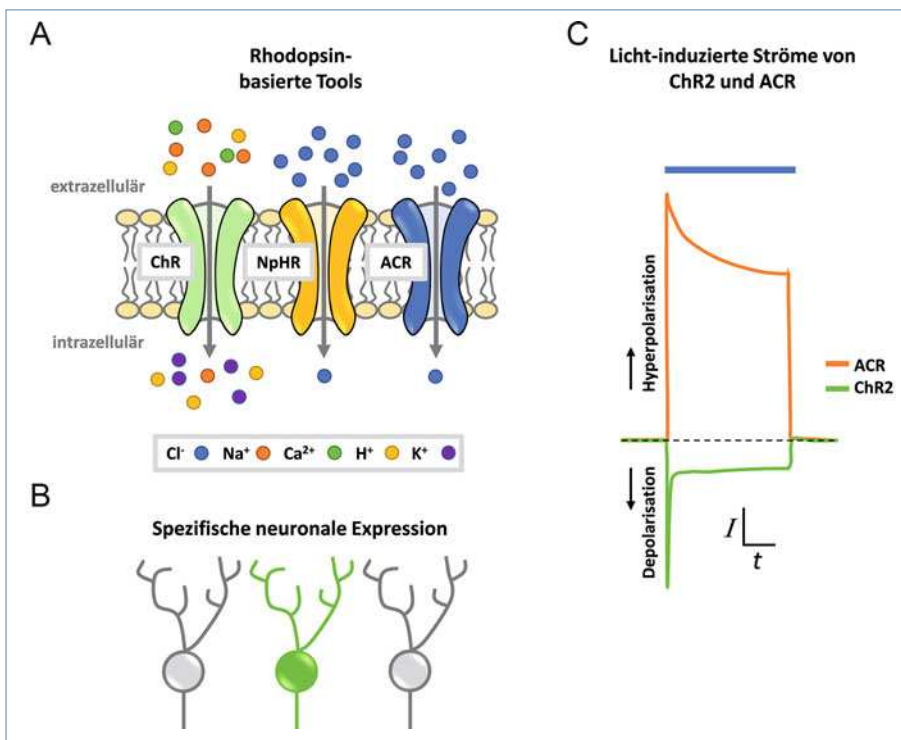 A
Rhodopsin-
basierte Tools
extrazellulär
ChR
NpHR
ACR
intrazellulär
Cl⁻ Na⁺ Ca²⁺ H⁺ K⁺
B
Spezifische neuronale Expression
C
Licht-induzierte Ströme von
ChR2 und ACR
Hyperpolarisation
Depolarisation
ACR
ChR2
I
t